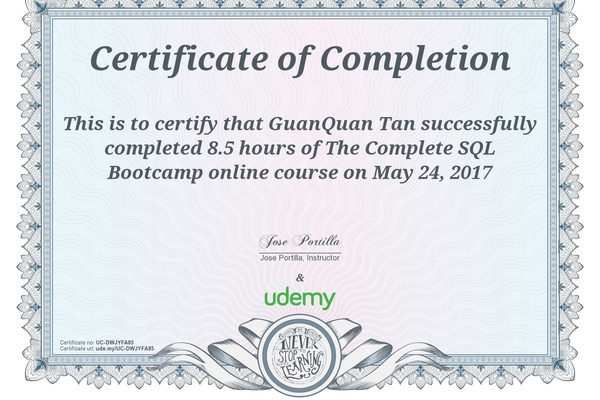 Certificate of Completion
This is to certify that GuanQuan Tan successfully
completed 8.5 hours of The Complete SQL
Bootcamp online course on May 24, 2017
Jose Portilla
Jose Portilla, Instructor
&
udemy
NEVER
STOP
LEARNING
Certificate no: UC-DWJYFA85
Certificate url: ude.my/UC-DWJYFA85